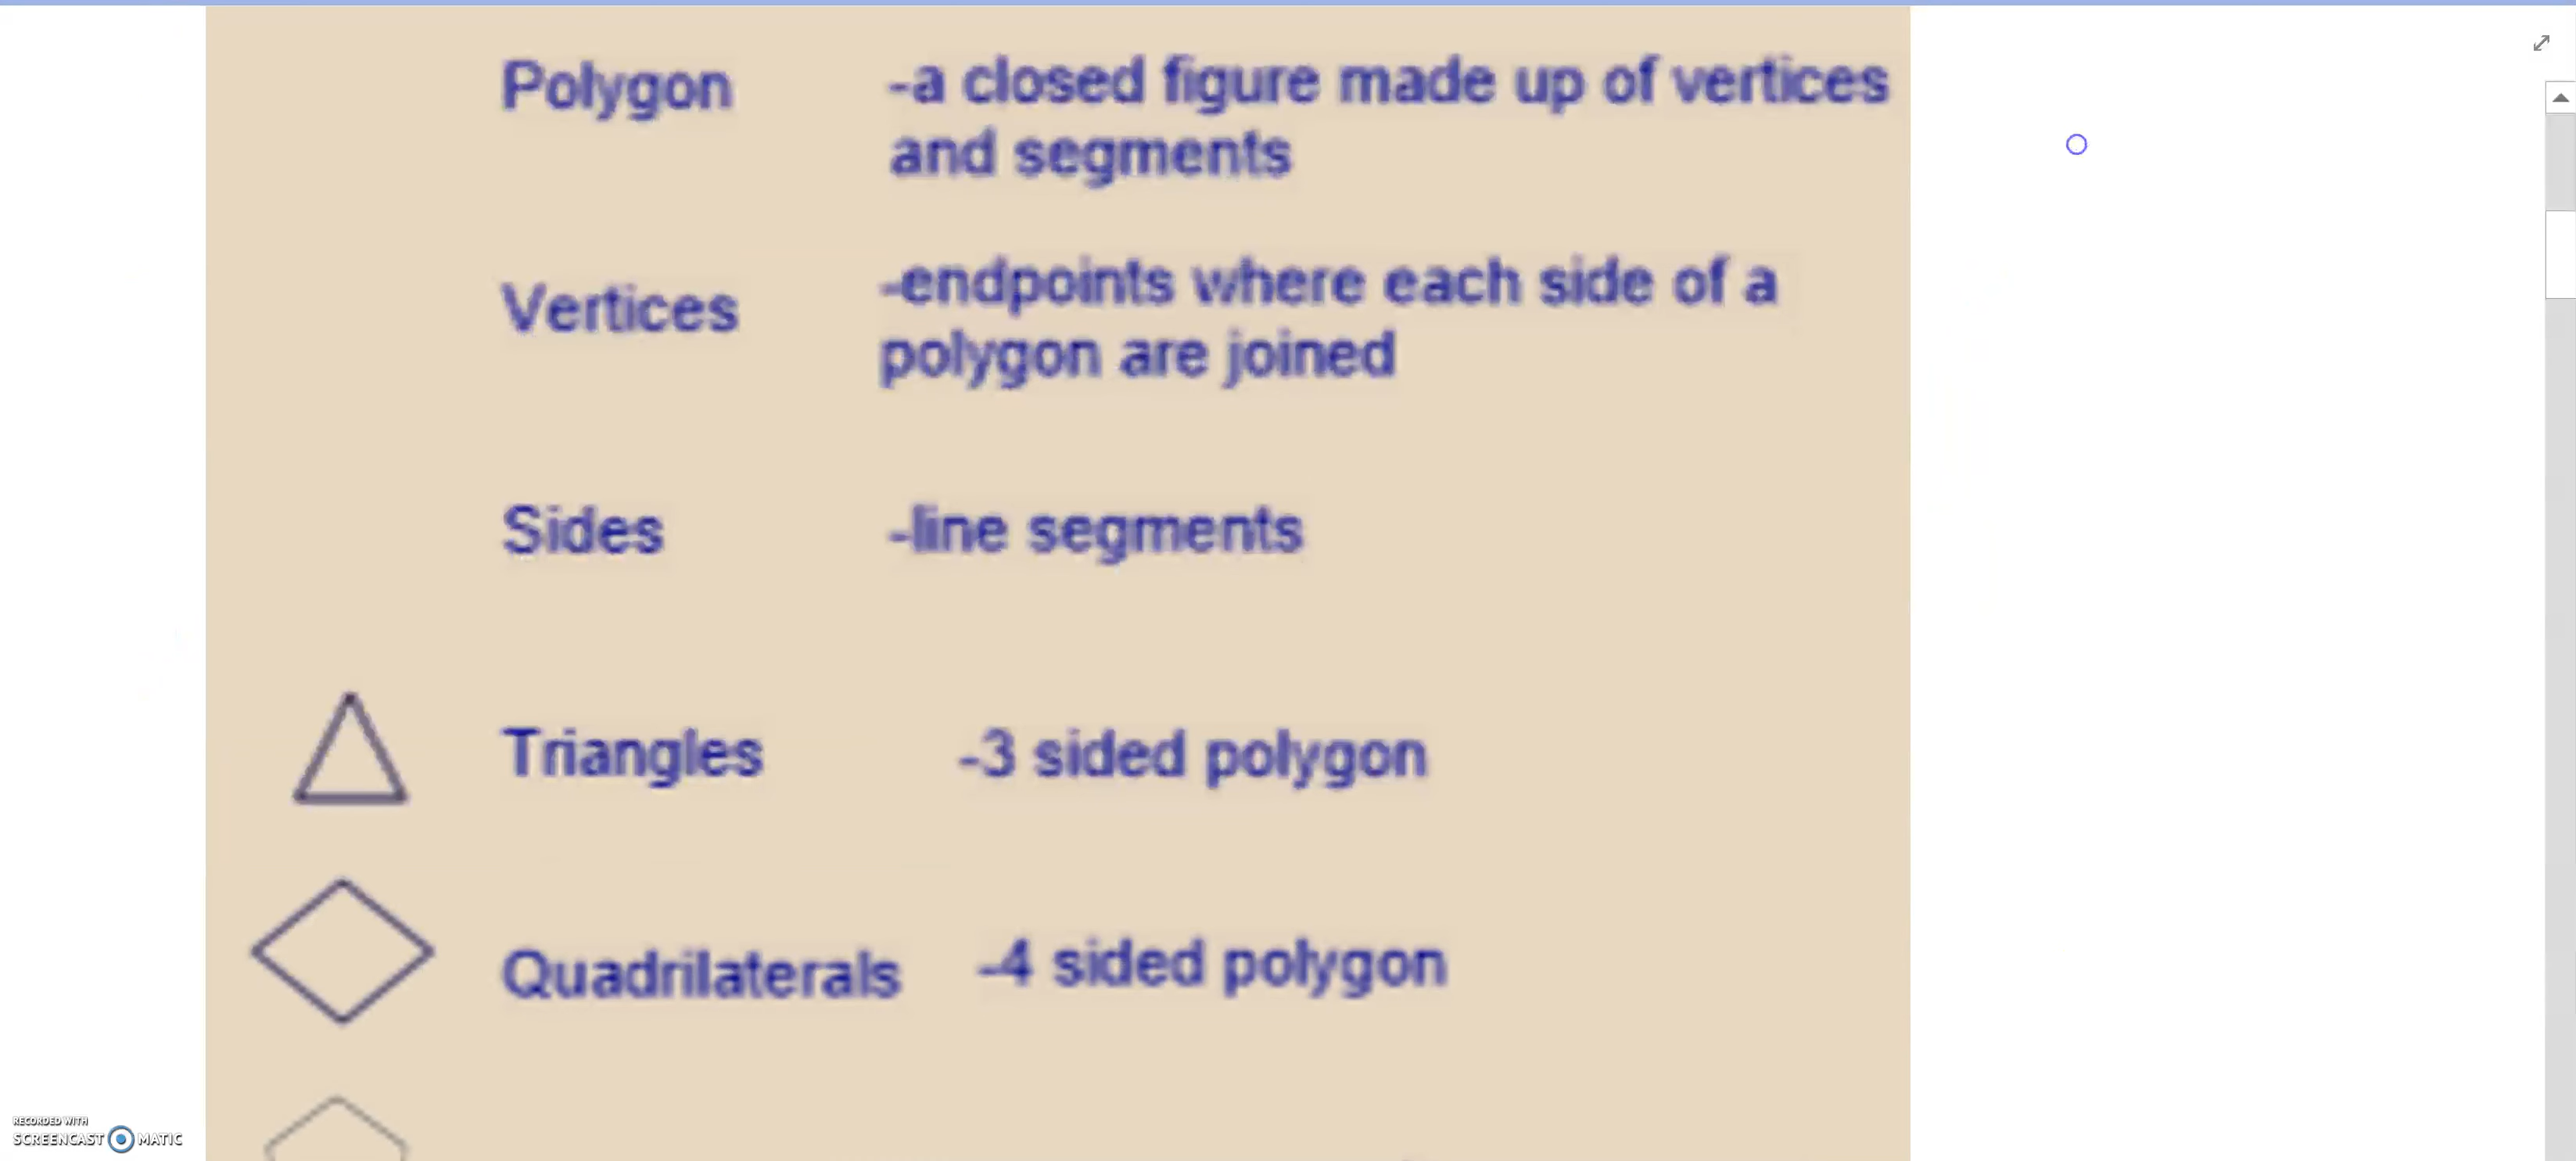 Polygon -a closed figure made up of vertices
and segments
Vertices -endpoints where each side of a
polygon are joined
Sides -line segments
Triangles -3 sided polygon
Quadrilaterals -4 sided polygon
RECORDED WITH
SCREENCAST MATIC